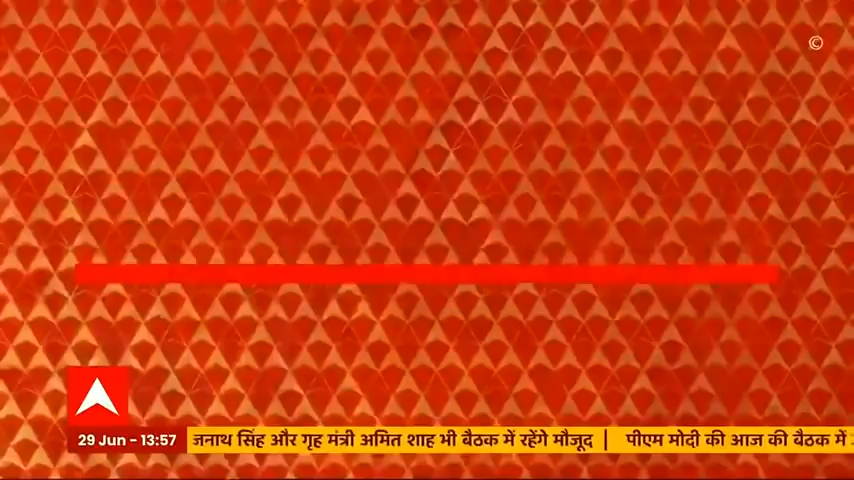 ©
29 Jun - 13:57
जनाथ सिंह और गृह मंत्री अमित शाह भी बैठक में रहेंगे मौजूद | पीएम मोदी की आज की बैठक में